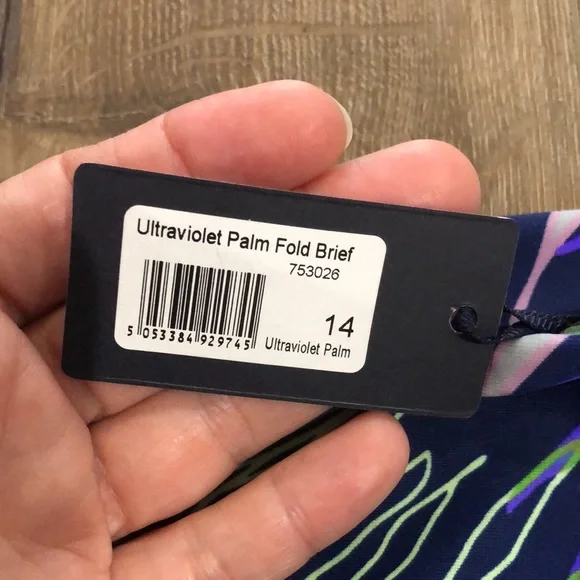 Ultraviolet Palm Fold Brief
753026
5 053384 929745
14
Ultraviolet Palm